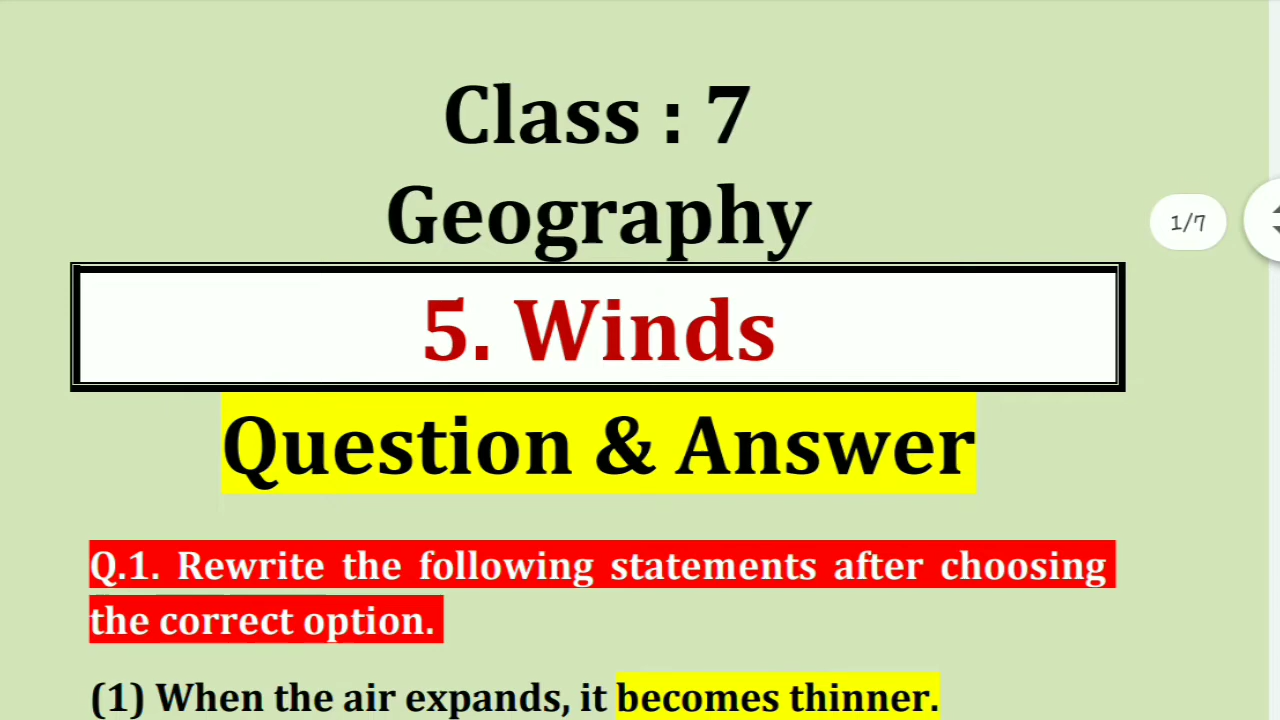 Class : 7
Geography
1/7
5. Winds
Question & Answer
Q.1. Rewrite the following statements after choosing
the correct option.
(1) When the air expands, it becomes thinner.